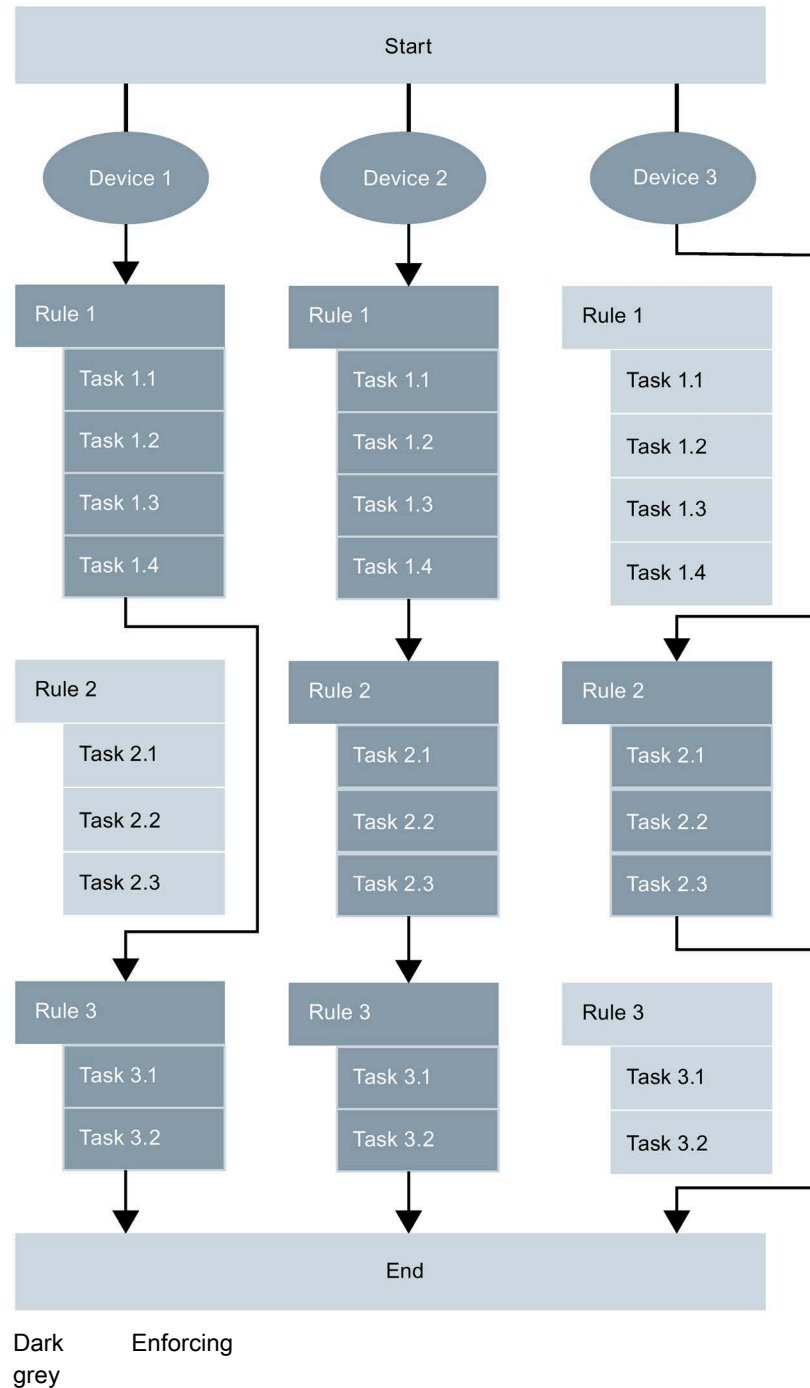 Start
Device 1
Device 2
Device 3
Rule 1
Task 1.1
Task 1.2
Task 1.3
Task 1.4
Rule 2
Task 2.1
Task 2.2
Task 2.3
Rule 3
Task 3.1
Task 3.2
Rule 1
Task 1.1
Task 1.2
Task 1.3
Task 1.4
Rule 2
Task 2.1
Task 2.2
Task 2.3
Rule 3
Task 3.1
Task 3.2
Rule 1
Task 1.1
Task 1.2
Task 1.3
Task 1.4
Rule 2
Task 2.1
Task 2.2
Task 2.3
Rule 3
Task 3.1
Task 3.2
End
Dark Enforcing
grey